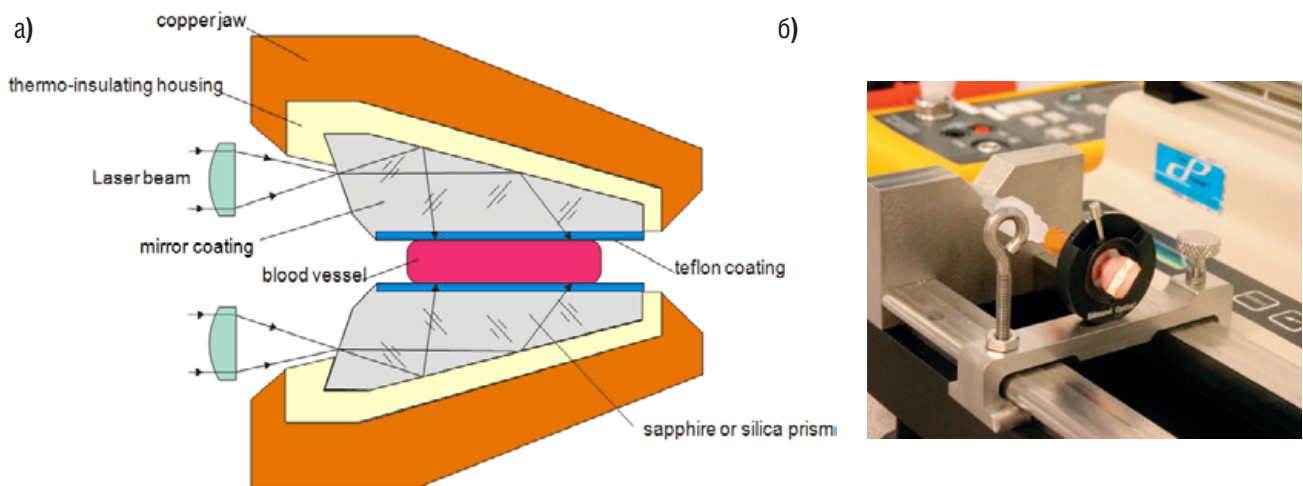 а)
copper jaw
thermo-insulating housing
Laser beam
mirror coating
blood vessel
teflon coating
sapphire or silica prism
б)